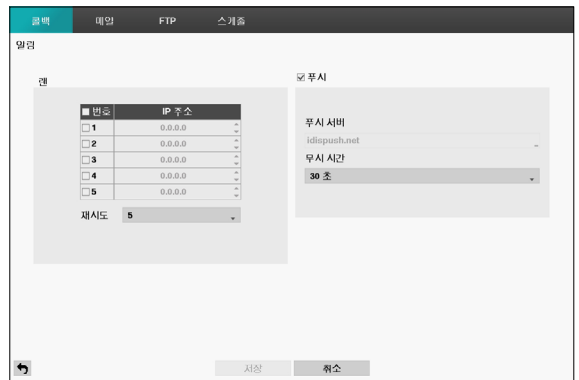 콜백 메일 FTP 스케줄
알림
랜
번호 IP 주소
1 0.0.0.0
2 0.0.0.0
3 0.0.0.0
4 0.0.0.0
5 0.0.0.0
재시도 5
푸시
푸시 서버
idispush.net
무시 시간
30 초
저장 취소